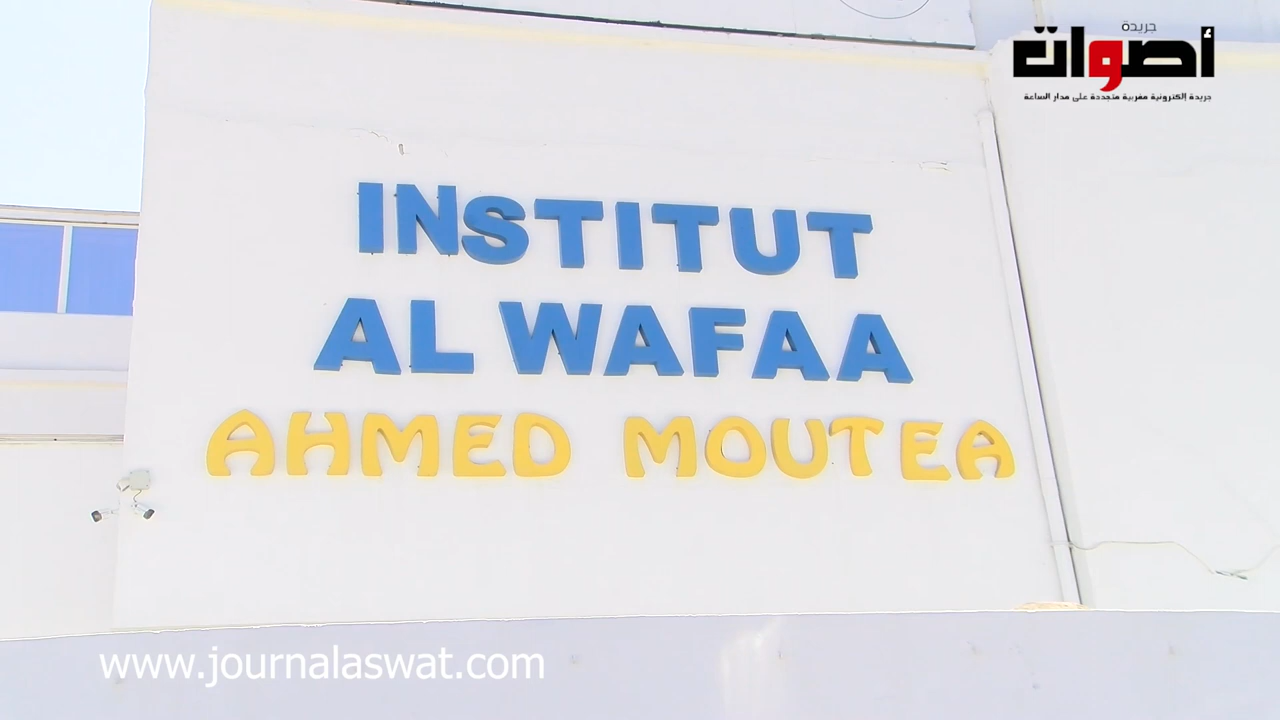 جريدة
أصوات
جريدة إلكترونية مغربية متجددة على مدار الساعة
INSTITUT
AL WAFAA
AHMED MOUTEA
www.journalaswat.com